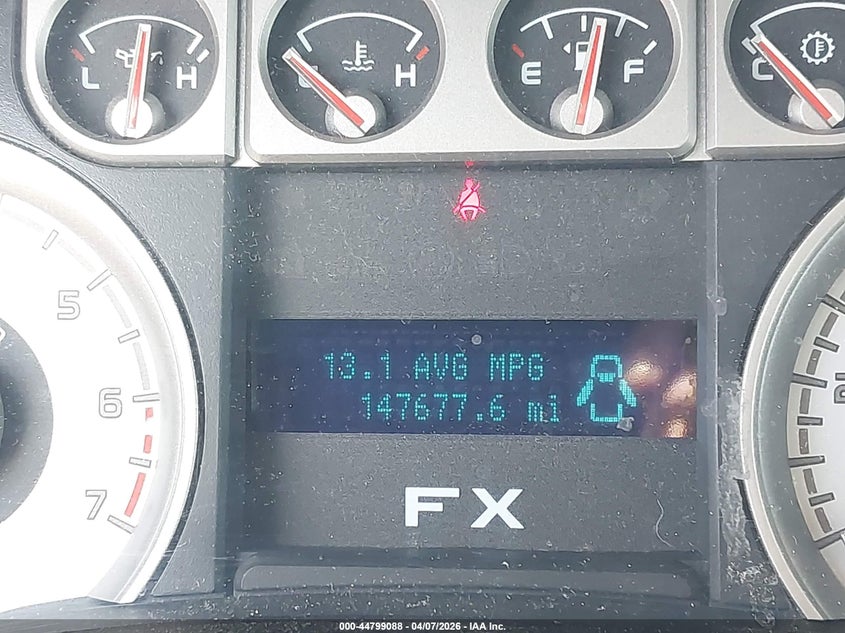 L H
H
E F
C
5
6
7
13.1 AVG MPG
147677.6 mi
FX
000-44799088 - 04/07/2026 - IAA Inc.